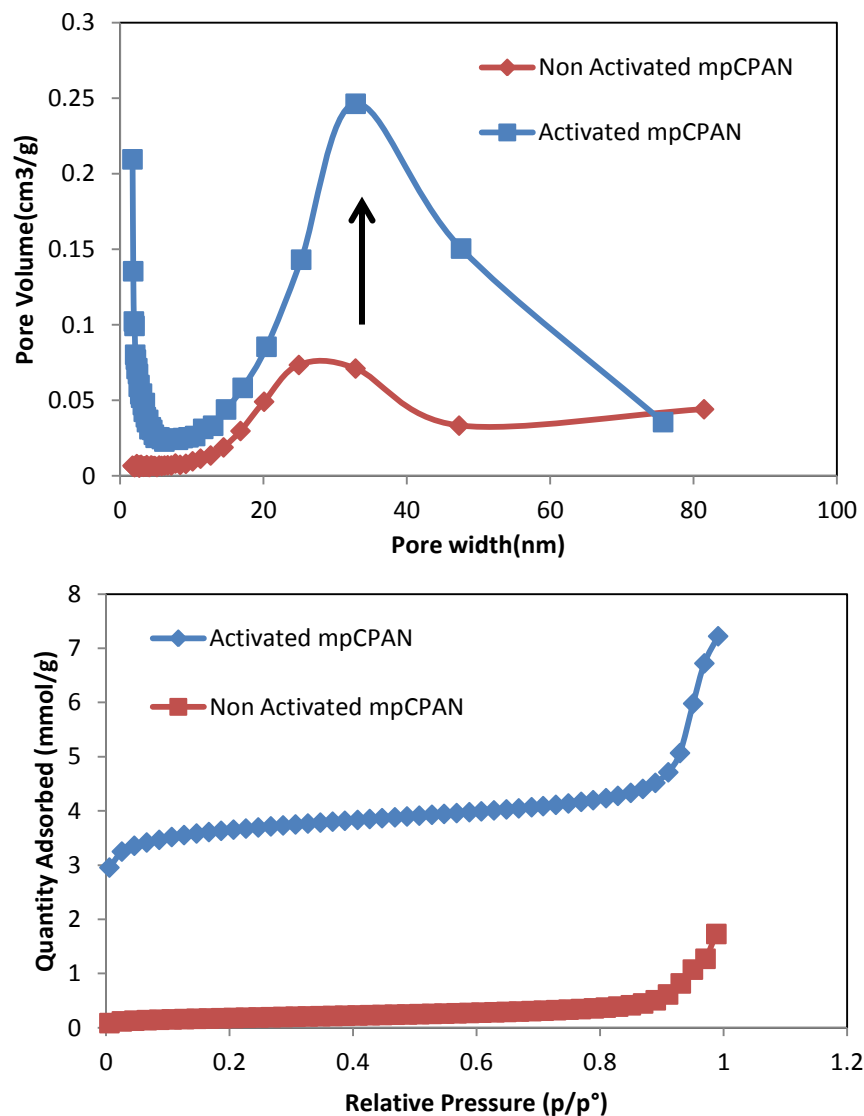 0.3
Non Activated mpCPAN
0.25
Activated mpCPAN
0.2
0.15
0.1
0.05
0
Pore Volume(cm3/g)
0 20 40 60 80 100
Pore width(nm)
8
Activated mpCPAN
7
Non Activated mpCPAN
6
5
4
3
2
1
0
Quantity Adsorbed (mmol/g)
0 0.2 0.4 0.6 0.8 1 1.2
Relative Pressure (p/p°)